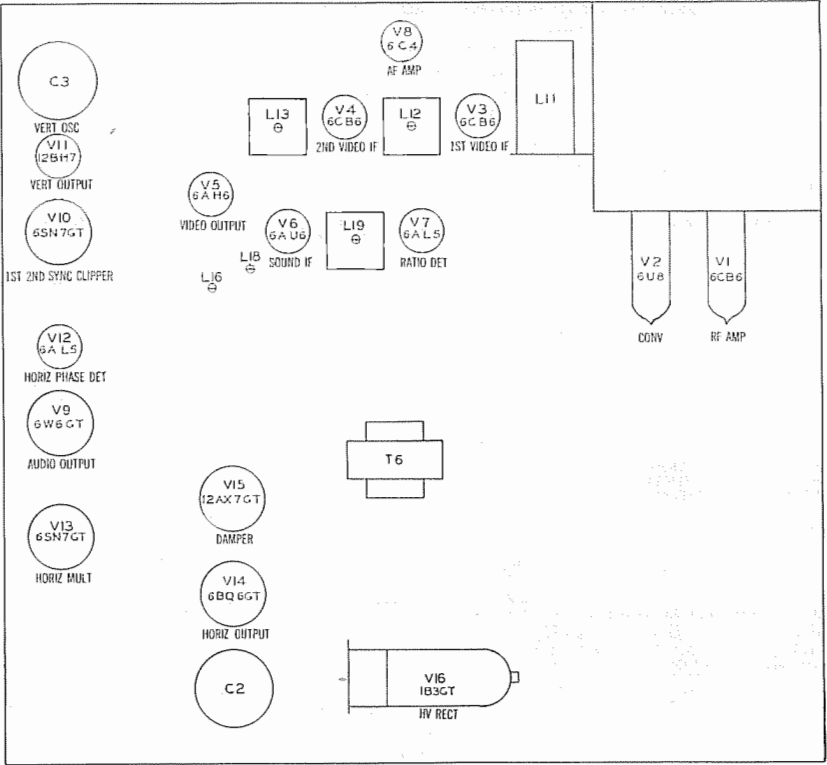 V8
6C4
AF AMP
C3
VERT OSC
L13
V4
6CB6
2ND VIDEO IF
L12
V3
6CB6
1ST VIDEO IF
L11
V11
12BH7
VERT OUTPUT
V5
6AH6
VIDEO OUTPUT
V10
6SN7GT
1ST 2ND SYNC CLIPPER
V6
6AU6
SOUND IF
L19
V7
6AL5
RATIO DET
L18
L16
V2
6U8
CONV
V1
6CB6
RF AMP
V12
6AL5
HORIZ PHASE DET
V9
6W6GT
AUDIO OUTPUT
T6
V15
12AX7GT
DAMPER
V13
6SN7GT
HORIZ MULT
V14
6BQ6GT
HORIZ OUTPUT
C2
V16
1B3GT
HV RECT